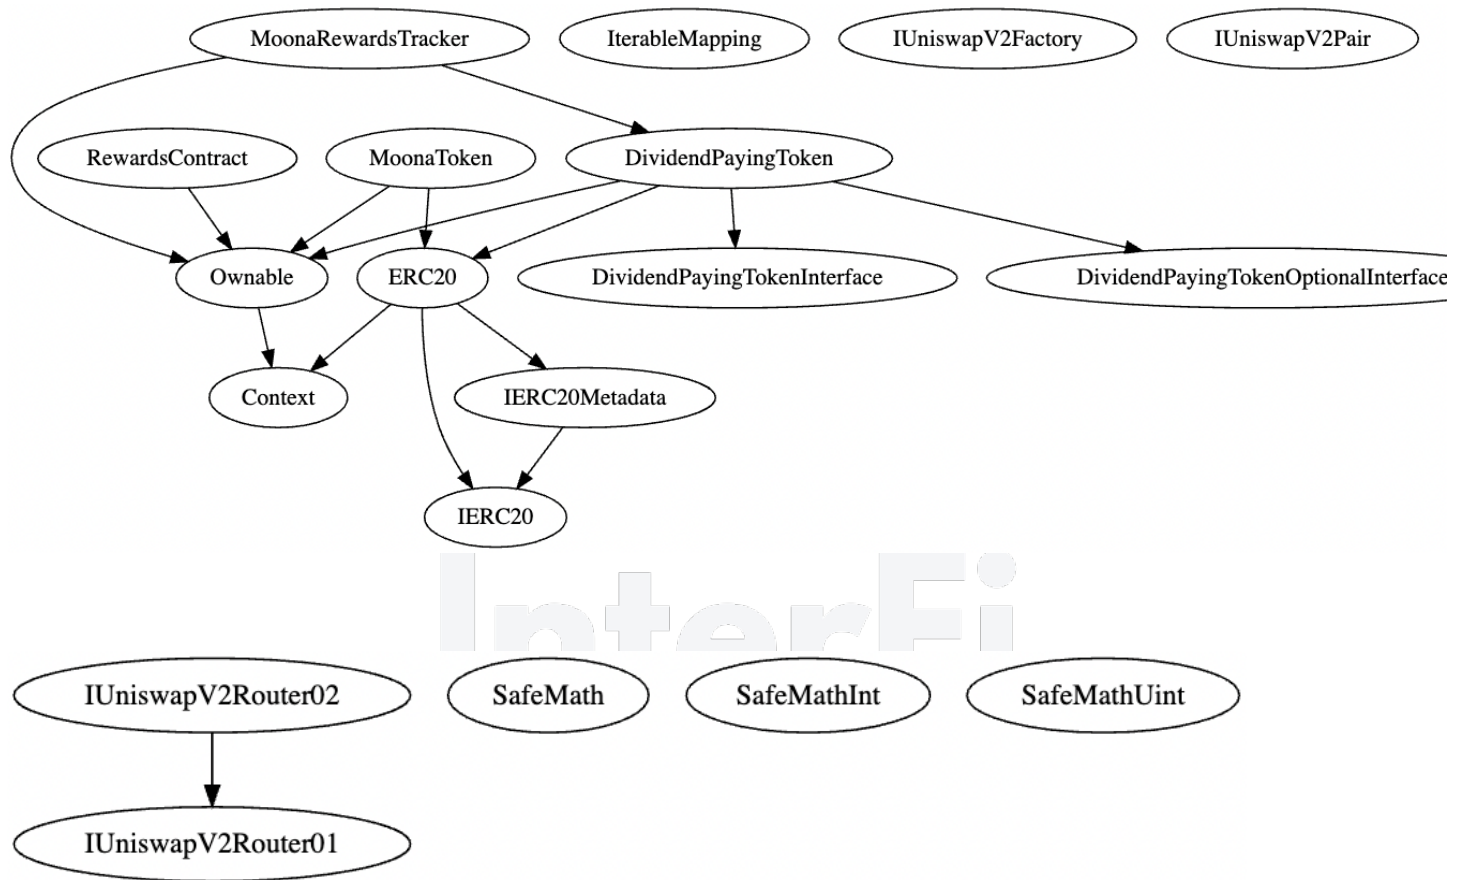 MoonaRewardsTracker
IterableMapping
IUniswapV2Factory
IUniswapV2Pair
RewardsContract
MoonaToken
DividendPayingToken
Ownable
ERC20
DividendPayingTokenInterface
DividendPayingTokenOptionalInterface
Context
IERC20Metadata
IERC20
InterFi
IUniswapV2Router02
SafeMath
SafeMathInt
SafeMathUint
IUniswapV2Router01